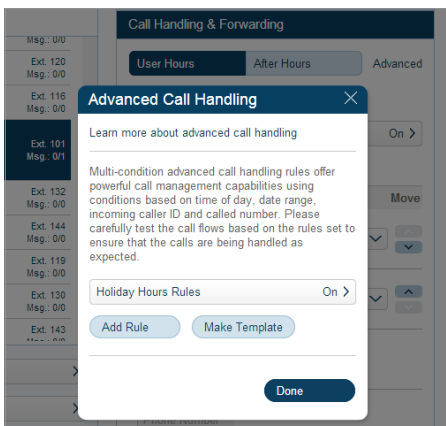 Call Handling & Forwarding
Msg.: 0/0
Ext. 120
Msg.: 0/0
User Hours
After Hours
Advanced
Ext. 116
Msg.: 0/0
Advanced Call Handling
Learn more about advanced call handling
On >
Ext. 101
Msg.: 0/1
Multi-condition advanced call handling rules offer
powerful call management capabilities using
conditions based on time of day, date range,
incoming caller ID and called number. Please
carefully test the call flows based on the rules set to
ensure that the calls are being handled as
expected.
Ext. 132
Msg.: 0/0
Move
Ext. 144
Msg.: 0/0
Ext. 119
Msg.: 0/0
Holiday Hours Rules
On >
Ext. 130
Msg.: 0/0
Add Rule
Make Template
Ext. 143
Msg.: 0/0
Done
Phone Number